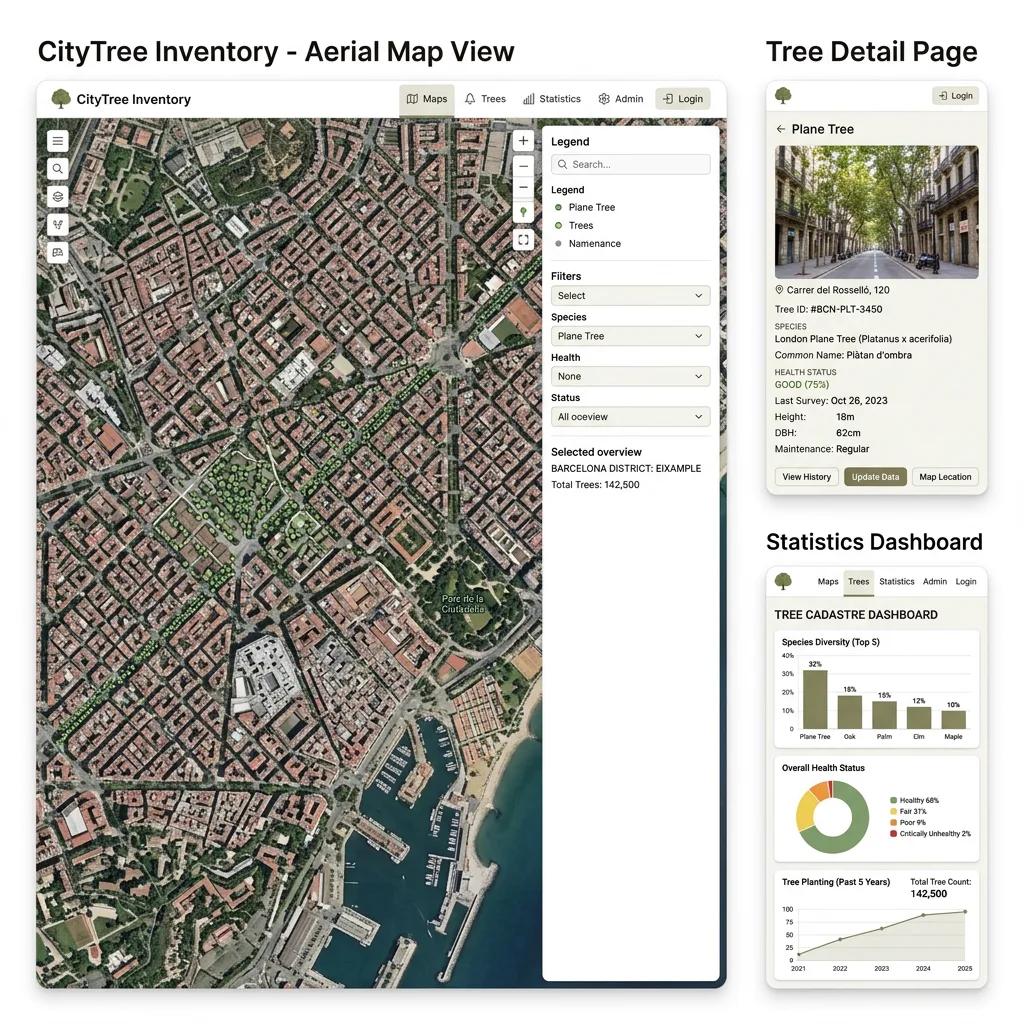 CityTree Inventory - Aerial Map View
CityTree Inventory
Maps
Trees
Statistics
Admin
Login
Parc de la
Ciutadella
Legend
Search...
Legend
Plane Tree
Trees
Namenance
Fiiters
Select
Species
Plane Tree
Health
None
Status
All oceview
Selected overview
BARCELONA DISTRICT: EIXAMPLE
Total Trees: 142,500
Tree Detail Page
Login
Plane Tree
Carrer del Rosselló, 120
Tree ID: #BCN-PLT-3450
SPECIES
London Plane Tree (Platanus x acerifolia)
Common Name: Plàtan d'ombra
HEALTH STATUS
GOOD (75%)
Last Survey: Oct 26, 2023
Height: 18m
DBH: 62cm
Maintenance: Regular
View History
Update Data
Map Location
Statistics Dashboard
Maps
Trees
Statistics
Admin
Login
TREE CADASTRE DASHBOARD
Species Diversity (Top S)
40%
30%
20%
10%
0
32%
18%
15%
12%
10%
Plane Tree
Oak
Palm
Elm
Maple
Overall Health Status
Healthy 68%
Fair 31%
Poor 9%
Cntically Unhealthy 2%
Tree Planting (Past 5 Years)
Total Tree Count:
142,500
100
75
50
25
0
2021
2022
2023
2024
2025